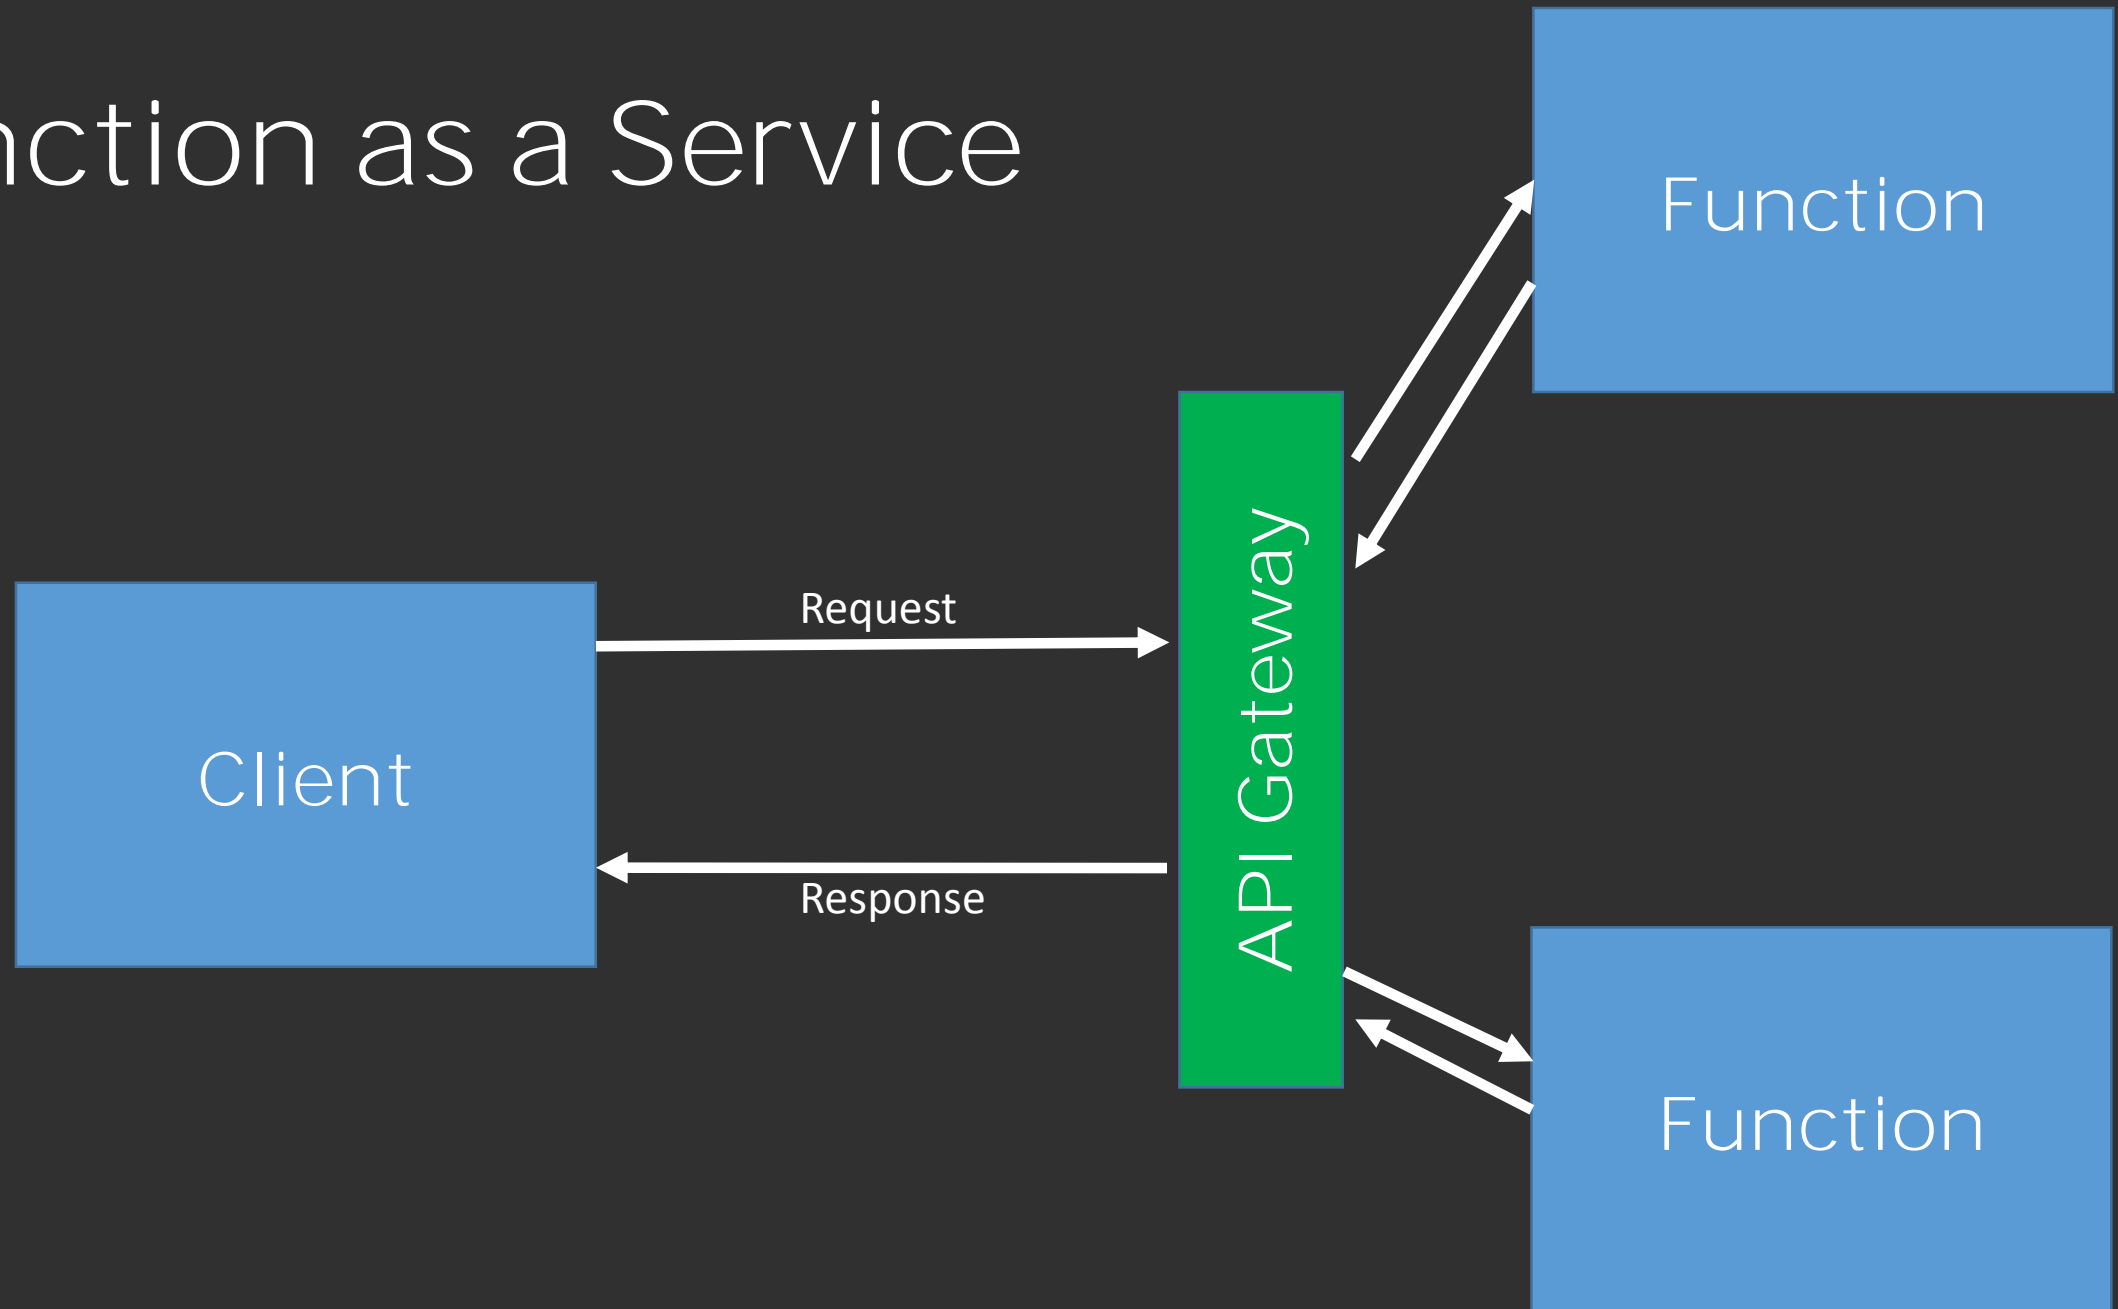 nction as a Service
Function
Request
API Gateway
Client
Response
Function